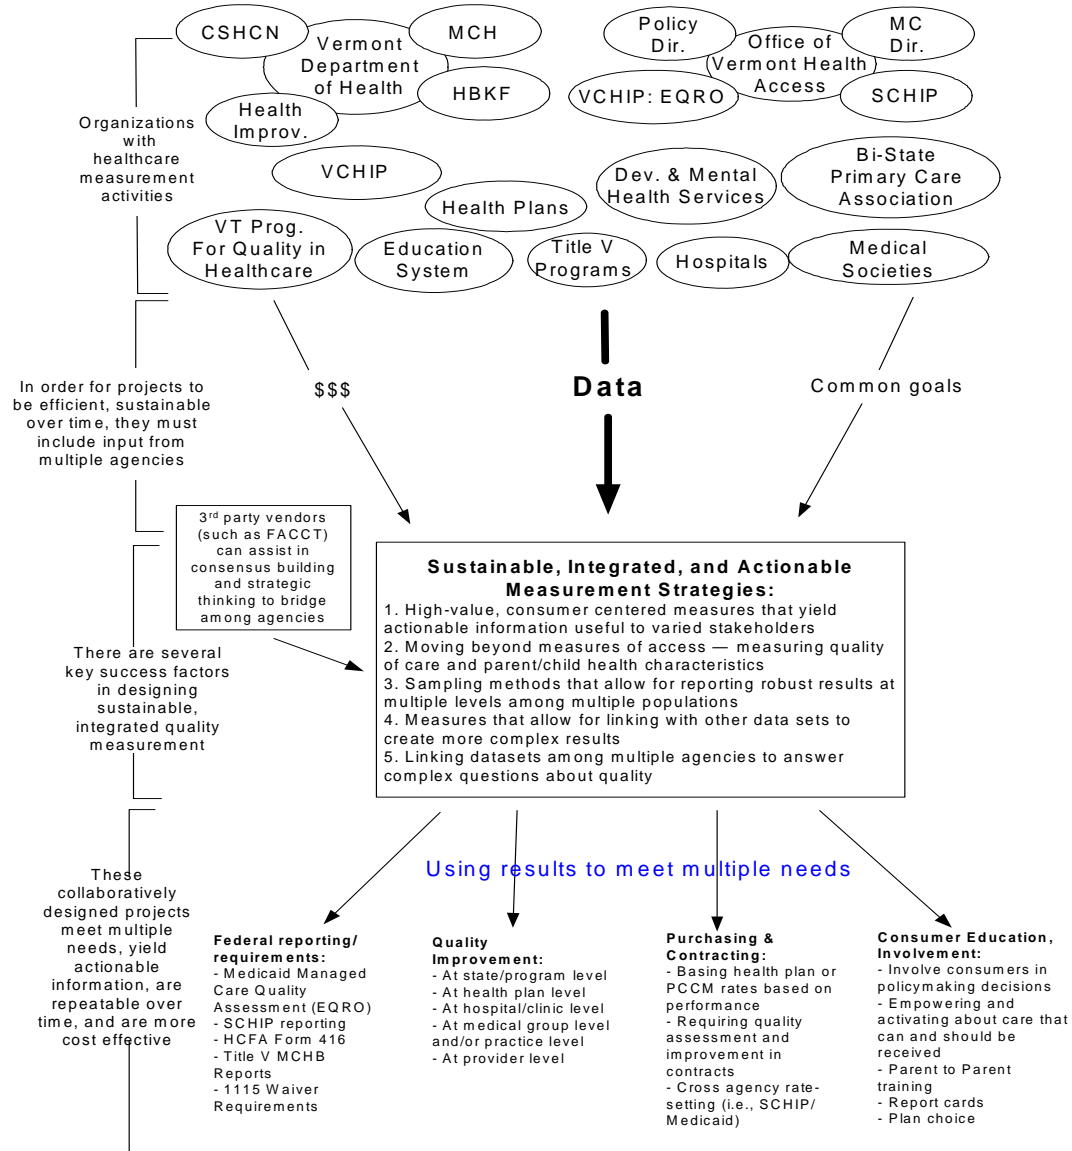 CSHCN
Vermont
Department
of Health
MCH
HBKF
Health
Improv.
Policy
Dir.
Office of
Vermont Health
Access
MC
Dir.
VCHIP: EQRO
SCHIP
Organizations
with
healthcare
measurement
activities
VCHIP
Health Plans
Dev. & Mental
Health Services
Bi-State
Primary Care
Association
VT Prog.
For Quality in
Healthcare
Education
System
Title V
Programs
Hospitals
Medical
Societies
In order for projects to
be efficient, sustainable
over time, they must
include input from
multiple agencies
$$$
Data
Common goals
3rd party vendors
(such as FACCT)
can assist in
consensus building
and strategic
thinking to bridge
among agencies
There are several
key success factors
in designing
sustainable,
integrated quality
measurement
Sustainable, Integrated, and Actionable
Measurement Strategies:
1. High-value, consumer centered measures that yield
actionable information useful to varied stakeholders
2. Moving beyond measures of access — measuring quality
of care and parent/child health characteristics
3. Sampling methods that allow for reporting robust results at
multiple levels among multiple populations
4. Measures that allow for linking with other data sets to
create more complex results
5. Linking datasets among multiple agencies to answer
complex questions about quality
Using results to meet multiple needs
These
collaboratively
designed projects
meet multiple
needs, yield
actionable
information, are
repeatable over
time, and are more
cost effective
Federal reporting/
requirements:
- Medicaid Managed
Care Quality
Assessment (EQRO)
- SCHIP reporting
- HCFA Form 416
- Title V MCHB
Reports
- 1115 Waiver
Requirements
Quality
Improvement:
- At state/program level
- At health plan level
- At hospital/clinic level
- At medical group level
and/or practice level
- At provider level
Purchasing &
Contracting:
- Basing health plan or
PCCM rates based on
performance
- Requiring quality
assessment and
improvement in
contracts
- Cross agency rate-
setting (i.e., SCHIP/
Medicaid)
Consumer Education,
Involvement:
- Involve consumers in
policymaking decisions
- Empowering and
activating about care that
can and should be
received
- Parent to Parent
training
- Report cards
- Plan choice